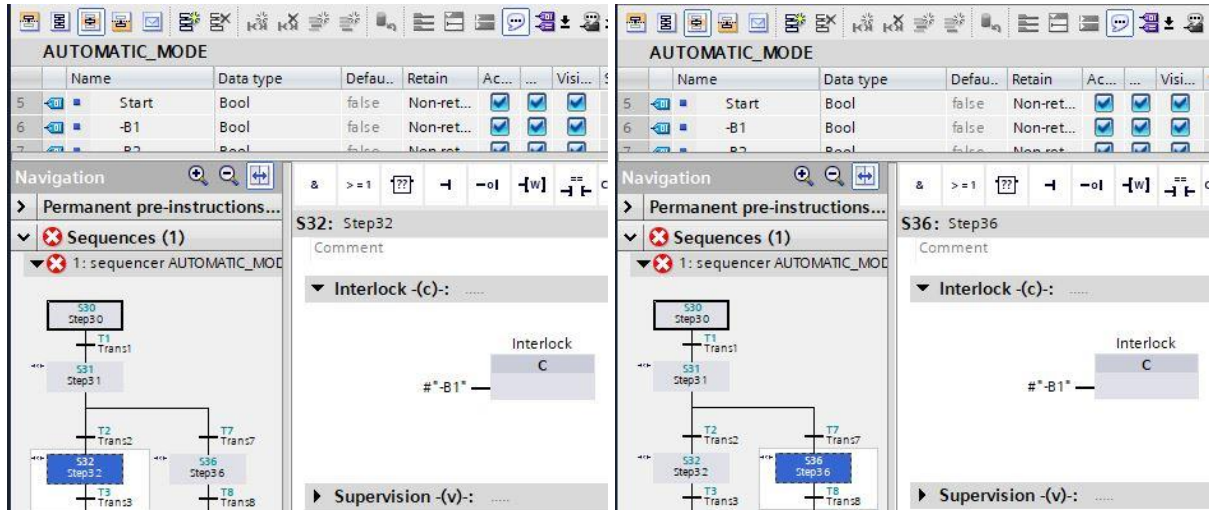 AUTOMATIC_MODE
Name Data type Defau.. Retain Ac... ... Visi...
5 Start Bool false Non-ret...
6 -B1 Bool false Non-ret...
Navigation
& >=1 ?? [w] ==
Permanent pre-instructions...
Sequences (1)
1: sequencer AUTOMATIC_MOD
S30
Step30
T1
Trans1
S31
Step31
T2
Trans2
T7
Trans7
S32
Step32
S36
Step36
T3
Trans3
T8
Trans8
S32: Step32
Comment
Interlock -(c)-: .....
Interlock
C
#"-B1"
Supervision -(v)-: .....
AUTOMATIC_MODE
Name Data type Defau.. Retain Ac... ... Visi...
5 Start Bool false Non-ret...
6 -B1 Bool false Non-ret...
Navigation
& >=1 ?? [w] ==
Permanent pre-instructions...
Sequences (1)
1: sequencer AUTOMATIC_MOD
S30
Step30
T1
Trans1
S31
Step31
T2
Trans2
T7
Trans7
S32
Step32
S36
Step36
T3
Trans3
T8
Trans8
S36: Step36
Comment
Interlock -(c)-: .....
Interlock
C
#"-B1"
Supervision -(v)-: .....